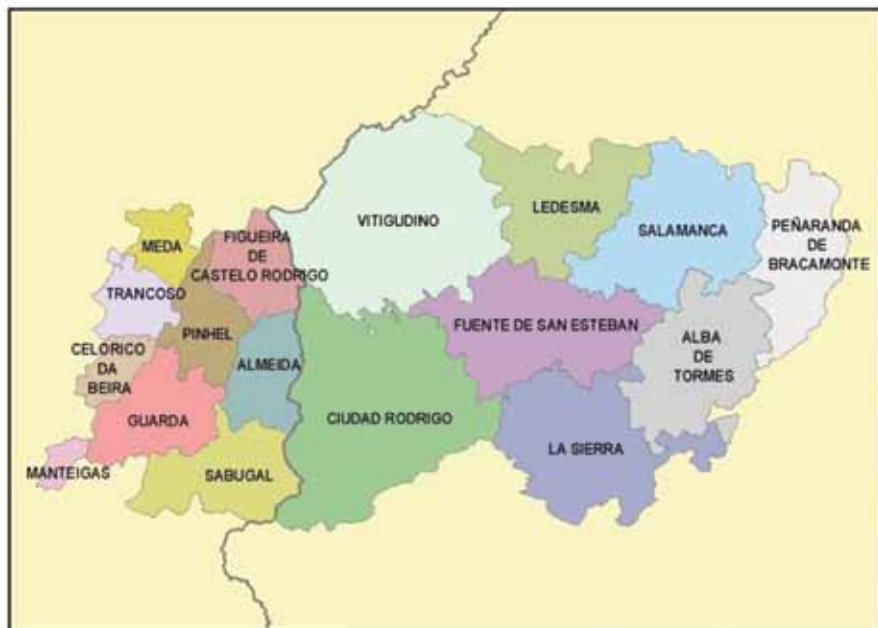 VITIGUDINO
LEDESMA
SALAMANCA
PEÑARANDA
DE
BRACAMONTE
MEDA
FIGUEIRA
DE
CASTELO RODRIGO
TRANCOSO
PINHEL
FUENTE DE SAN ESTEBAN
CELORICO
DA
BEIRA
ALMEIDA
ALBA
DE
TORMES
GUARDA
CIUDAD RODRIGO
LA SIERRA
MANTEIGAS
SABUGAL